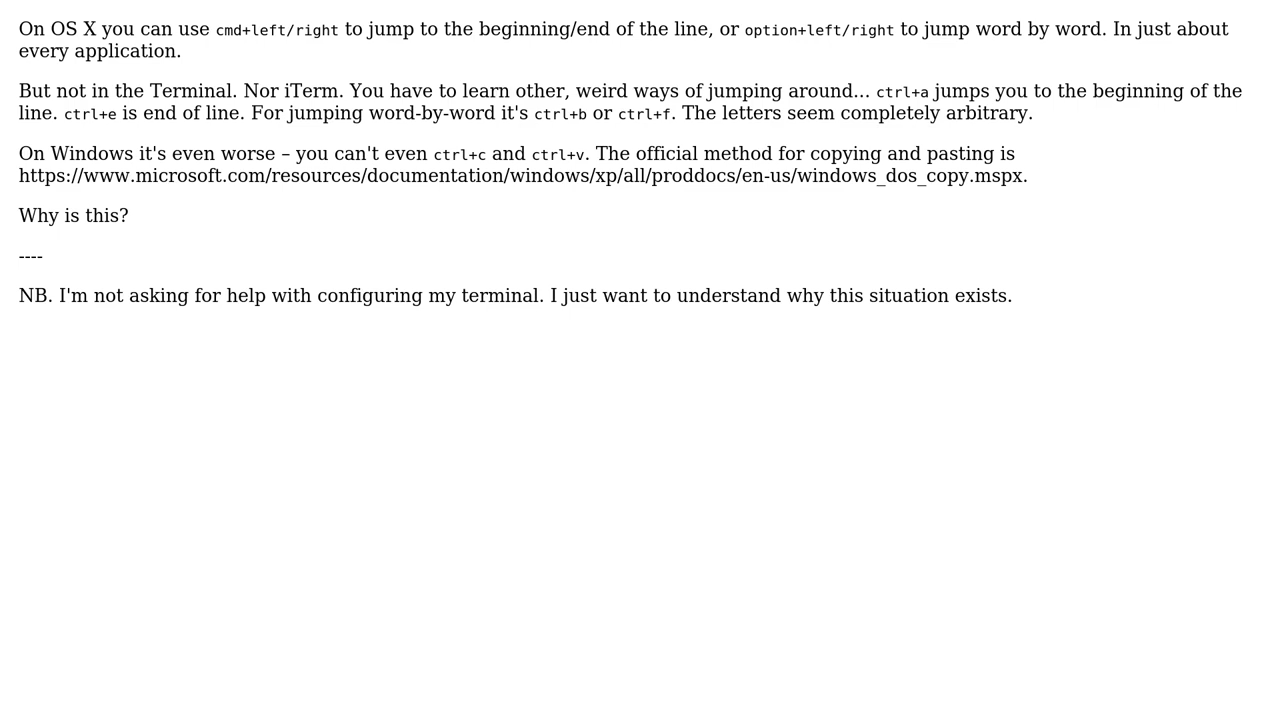 On OS X you can use cmd+left/right to jump to the beginning/end of the line, or option+left/right to jump word by word. In just about
every application.
But not in the Terminal. Nor iTerm. You have to learn other, weird ways of jumping around... ctrl+a jumps you to the beginning of the
line. ctrl+e is end of line. For jumping word-by-word it's ctrl+b or ctrl+f. The letters seem completely arbitrary.
On Windows it's even worse – you can't even ctrl+c and ctrl+v. The official method for copying and pasting is
https://www.microsoft.com/resources/documentation/windows/xp/all/proddocs/en-us/windows_dos_copy.mspx.
Why is this?
----
NB. I'm not asking for help with configuring my terminal. I just want to understand why this situation exists.